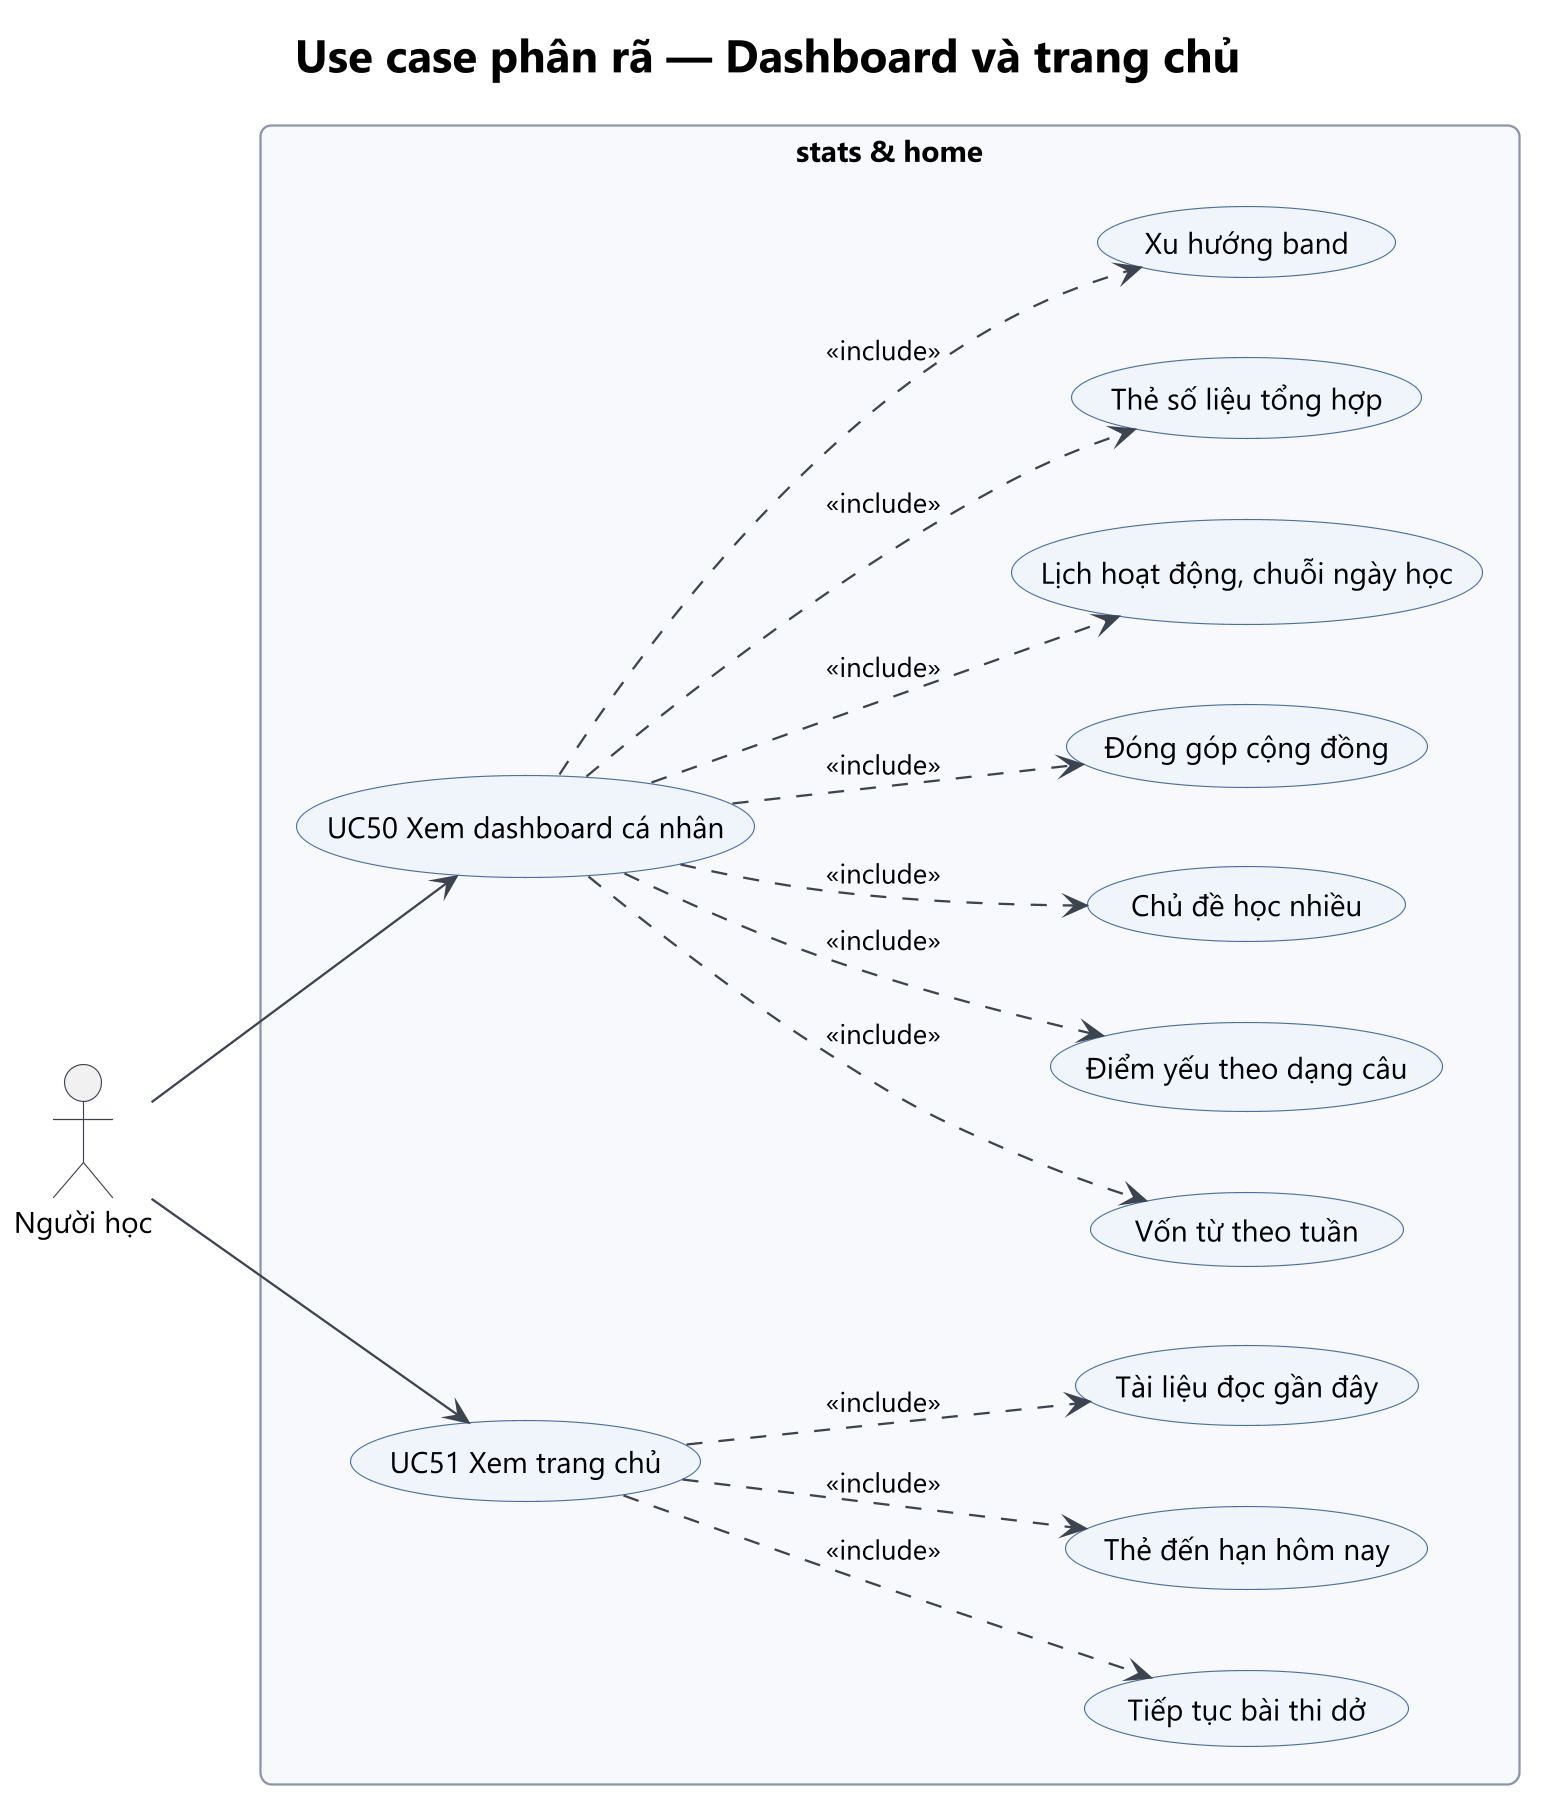 Use case phân rã — Dashboard và trang chủ
stats & home
Xu hướng band
«include»
Thẻ số liệu tổng hợp
«include»
Lịch hoạt động, chuỗi ngày học
«include»
Đóng góp cộng đồng
«include»
UC50 Xem dashboard cá nhân
«include»
Chủ đề học nhiều
«include»
«include»
Điểm yếu theo dạng câu
Người học
Vốn từ theo tuần
Tài liệu đọc gần đây
«include»
UC51 Xem trang chủ
«include»
Thẻ đến hạn hôm nay
«include»
Tiếp tục bài thi dở